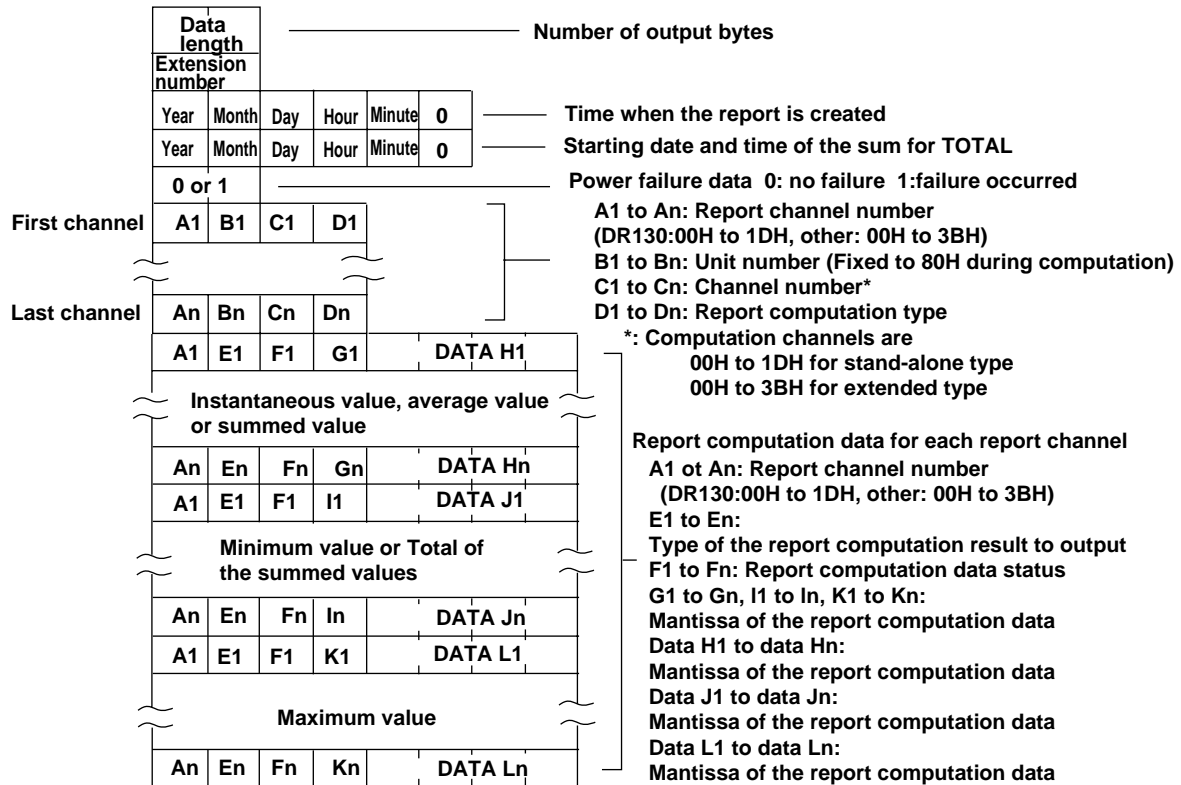 Data length
Number of output bytes
Extension number
Year Month Day Hour Minute 0
Time when the report is created
Year Month Day Hour Minute 0
Starting date and time of the sum for TOTAL
0 or 1
Power failure data 0: no failure 1:failure occurred
First channel A1 B1 C1 D1
A1 to An: Report channel number
(DR130:00H to 1DH, other: 00H to 3BH)
B1 to Bn: Unit number (Fixed to 80H during computation)
C1 to Cn: Channel number*
Last channel An Bn Cn Dn
D1 to Dn: Report computation type
*: Computation channels are
00H to 1DH for stand-alone type
00H to 3BH for extended type
A1 E1 F1 G1 DATA H1
Instantaneous value, average value
or summed value
An En Fn Gn DATA Hn
A1 E1 F1 I1 DATA J1
Minimum value or Total of
the summed values
An En Fn In DATA Jn
A1 E1 F1 K1 DATA L1
Maximum value
An En Fn Kn DATA Ln
Report computation data for each report channel
A1 ot An: Report channel number
(DR130:00H to 1DH, other: 00H to 3BH)
E1 to En:
Type of the report computation result to output
F1 to Fn: Report computation data status
G1 to Gn, I1 to In, K1 to Kn:
Mantissa of the report computation data
Data H1 to data Hn:
Mantissa of the report computation data
Data J1 to data Jn:
Mantissa of the report computation data
Data L1 to data Ln:
Mantissa of the report computation data